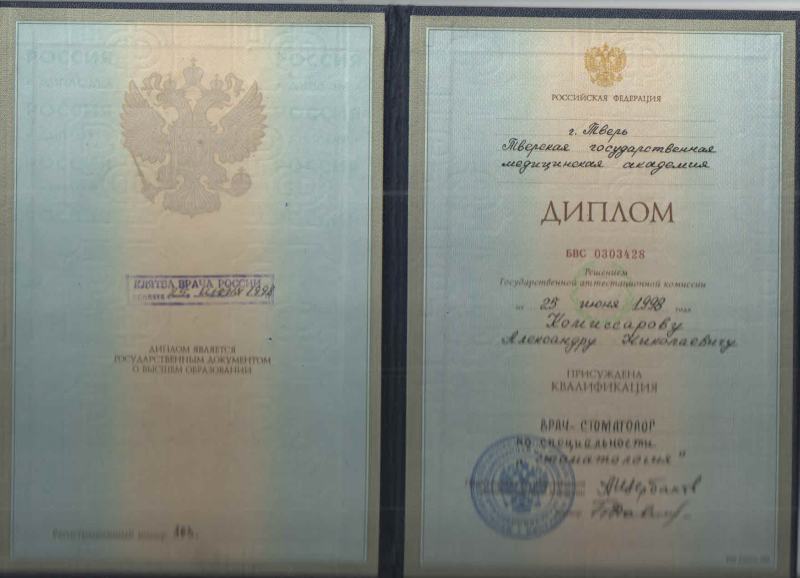 КЛЯТВА ВРАЧА РОССИИ
25 июня 1998
ДИПЛОМ ЯВЛЯЕТСЯ
ГОСУДАРСТВЕННЫМ ДОКУМЕНТОМ
О ВЫСШЕМ ОБРАЗОВАНИИ
Регистрационный номер
РОССИЙСКАЯ ФЕДЕРАЦИЯ
г. Тверь
Тверская государственная
медицинская академия
ДИПЛОМ
БВС 0303428
Решением
Государственной аттестационной комиссии
от 25 июня 1998 года
Комиссарову
Александру Николаевичу
ПРИСУЖДЕНА
КВАЛИФИКАЦИЯ
ВРАЧ-СТОМАТОЛОГ
по специальности
"стоматология"